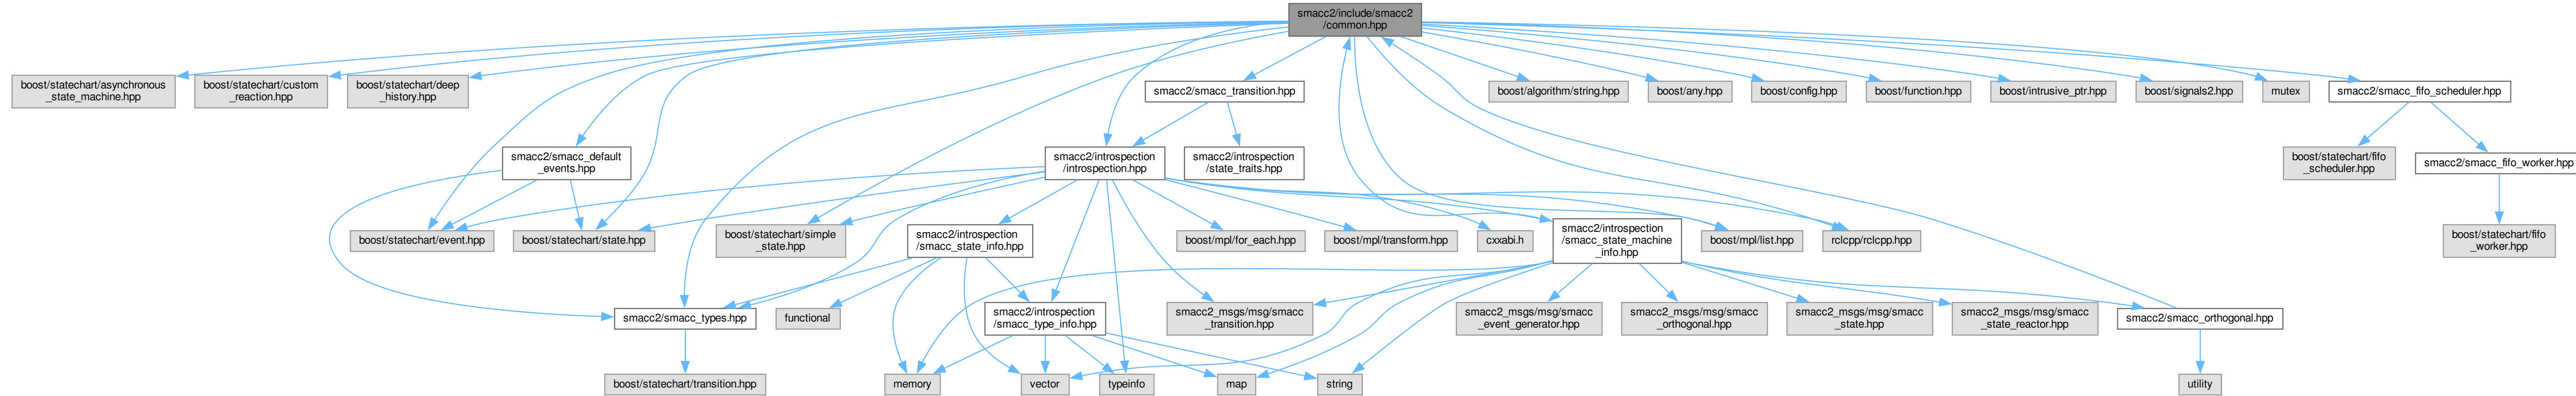 smacc2/include/smacc2
/common.hpp
boost/statechart/asynchronous
_state_machine.hpp
boost/statechart/custom
_reaction.hpp
boost/statechart/deep
_history.hpp
smacc2/smacc_transition.hpp
boost/algorithm/string.hpp
boost/any.hpp
boost/config.hpp
boost/function.hpp
boost/intrusive_ptr.hpp
boost/signals2.hpp
mutex
smacc2/smacc_fifo_scheduler.hpp
smacc2/smacc_default
_events.hpp
smacc2/introspection
/introspection.hpp
smacc2/introspection
/state_traits.hpp
boost/statechart/fifo
_scheduler.hpp
smacc2/smacc_fifo_worker.hpp
boost/statechart/event.hpp
boost/statechart/state.hpp
boost/statechart/simple
_state.hpp
smacc2/introspection
/smacc_state_info.hpp
boost/mpl/for_each.hpp
boost/mpl/transform.hpp
cxxabi.h
smacc2/introspection
/smacc_state_machine
_info.hpp
boost/mpl/list.hpp
rclcpp/rclcpp.hpp
boost/statechart/fifo
_worker.hpp
smacc2/smacc_types.hpp
functional
smacc2/introspection
/smacc_type_info.hpp
smacc2_msgs/msg/smacc
_transition.hpp
smacc2_msgs/msg/smacc
_event_generator.hpp
smacc2_msgs/msg/smacc
_orthogonal.hpp
smacc2_msgs/msg/smacc
_state.hpp
smacc2_msgs/msg/smacc
_state_reactor.hpp
smacc2/smacc_orthogonal.hpp
boost/statechart/transition.hpp
memory
vector
typeinfo
map
string
utility